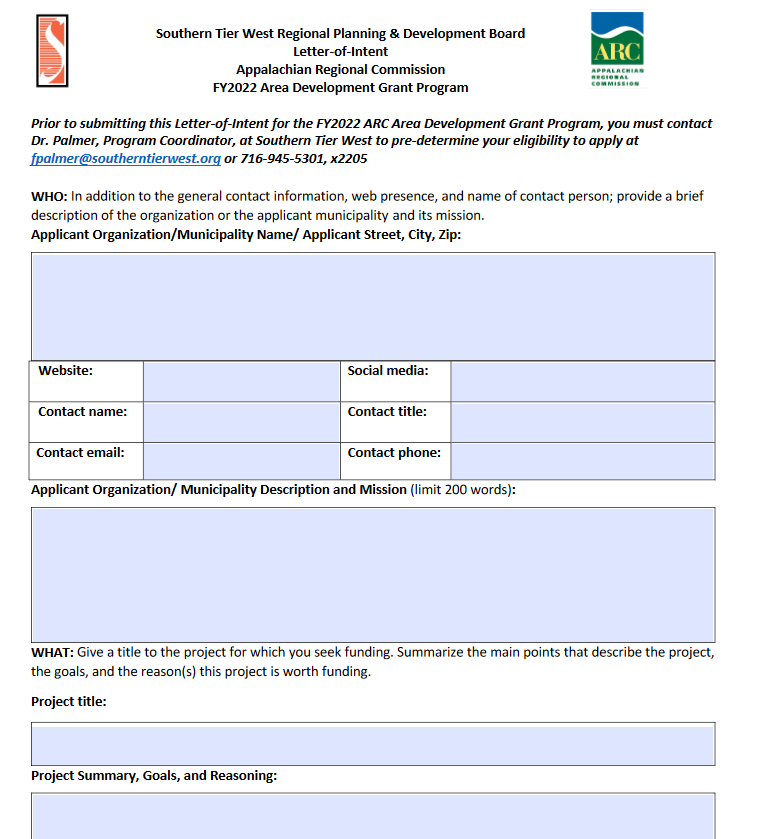 Southern Tier West Regional Planning & Development Board
Letter-of-Intent
Appalachian Regional Commission
FY2022 Area Development Grant Program
ARC
APPALACHIAN
REGIONAL
COMMISSION
Prior to submitting this Letter-of-Intent for the FY2022 ARC Area Development Grant Program, you must contact
Dr. Palmer, Program Coordinator, at Southern Tier West to pre-determine your eligibility to apply at
fpalmer@southerntierwest.org or 716-945-5301, x2205
WHO: In addition to the general contact information, web presence, and name of contact person; provide a brief
description of the organization or the applicant municipality and its mission.
Applicant Organization/Municipality Name/ Applicant Street, City, Zip:
Website: Social media:
Contact name: Contact title:
Contact email: Contact phone:
Applicant Organization/ Municipality Description and Mission (limit 200 words):
WHAT: Give a title to the project for which you seek funding. Summarize the main points that describe the project,
the goals, and the reason(s) this project is worth funding.
Project title:
Project Summary, Goals, and Reasoning: